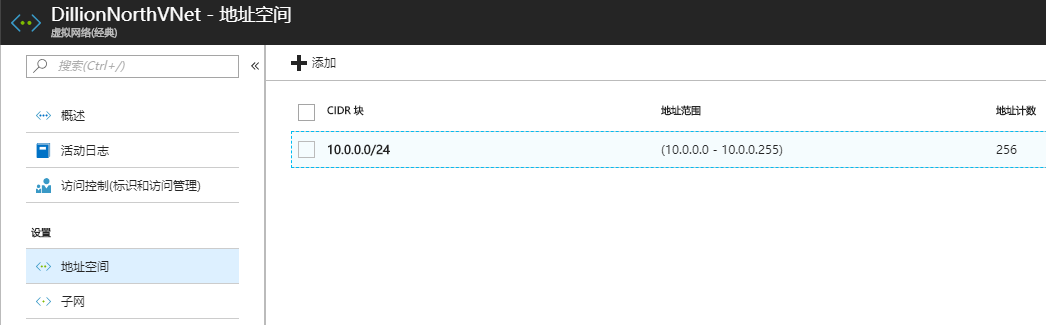 DillionNorthVNet - 地址空间
虚拟网络(经典)
搜索(Ctrl+/)
«
添加
概述
活动日志
访问控制(标识和访问管理)
设置
地址空间
子网
CIDR 块 地址范围 地址计数
10.0.0.0/24 (10.0.0.0 - 10.0.0.255) 256